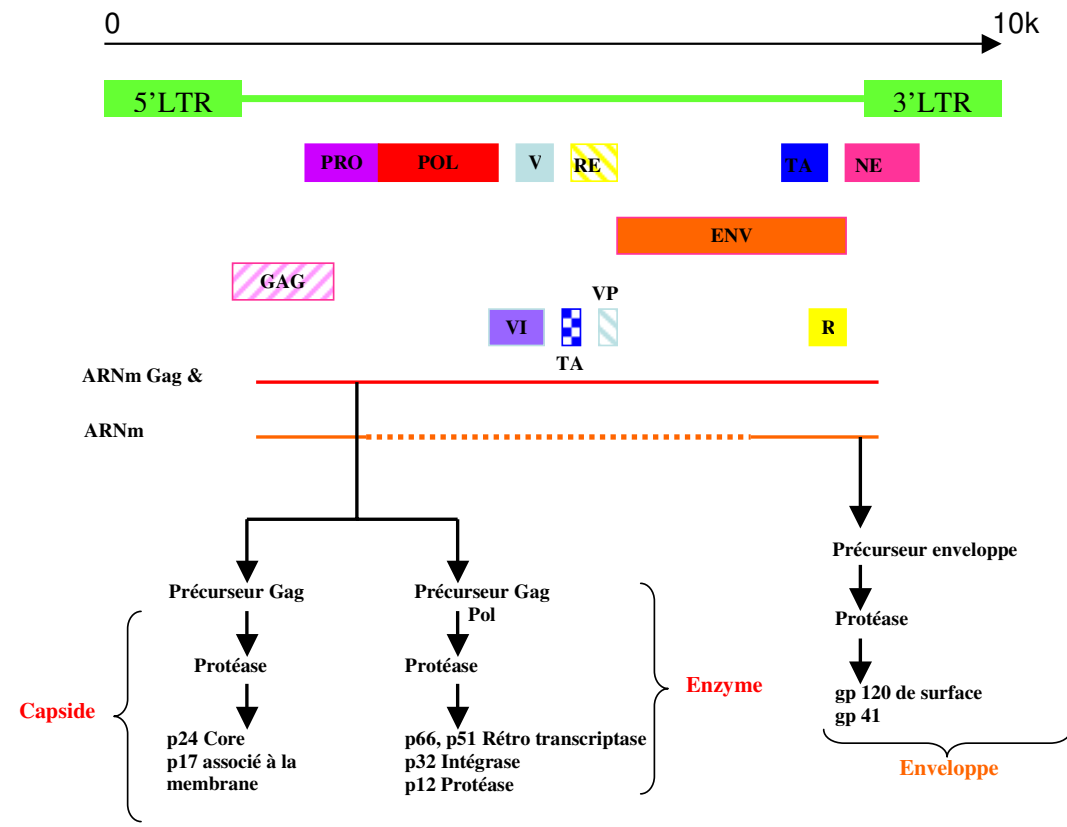 0 10k
5’LTR 3’LTR
PRO POL V RE TA NE
ENV
GAG
VP
VI R
TA
ARNm Gag &
ARNm
Précurseur enveloppe
Précurseur Gag
Précurseur Gag
Pol
Protéase
Protéase
Protéase
Capside
Enzyme
gp 120 de surface
gp 41
p24 Core
p17 associé à la
membrane
p66, p51 Rétro transcriptase
p32 Intégrase
p12 Protéase
Enveloppe